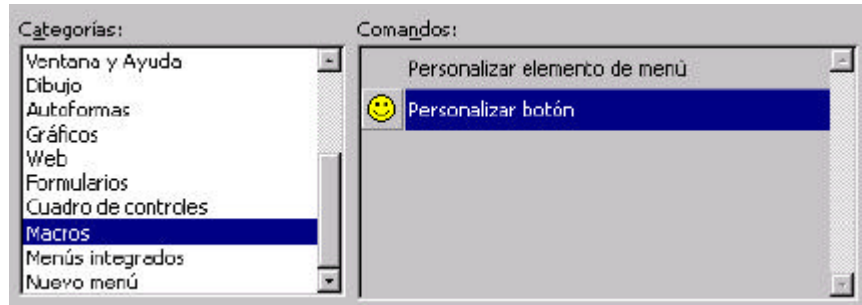 Categorías:
Ventana y Ayuda
Dibujo
Autoformas
Gráficos
Web
Formularios
Cuadro de controles
Macros
Menús integrados
Nuevo menú
Comandos:
Personalizar elemento de menú
Personalizar botón